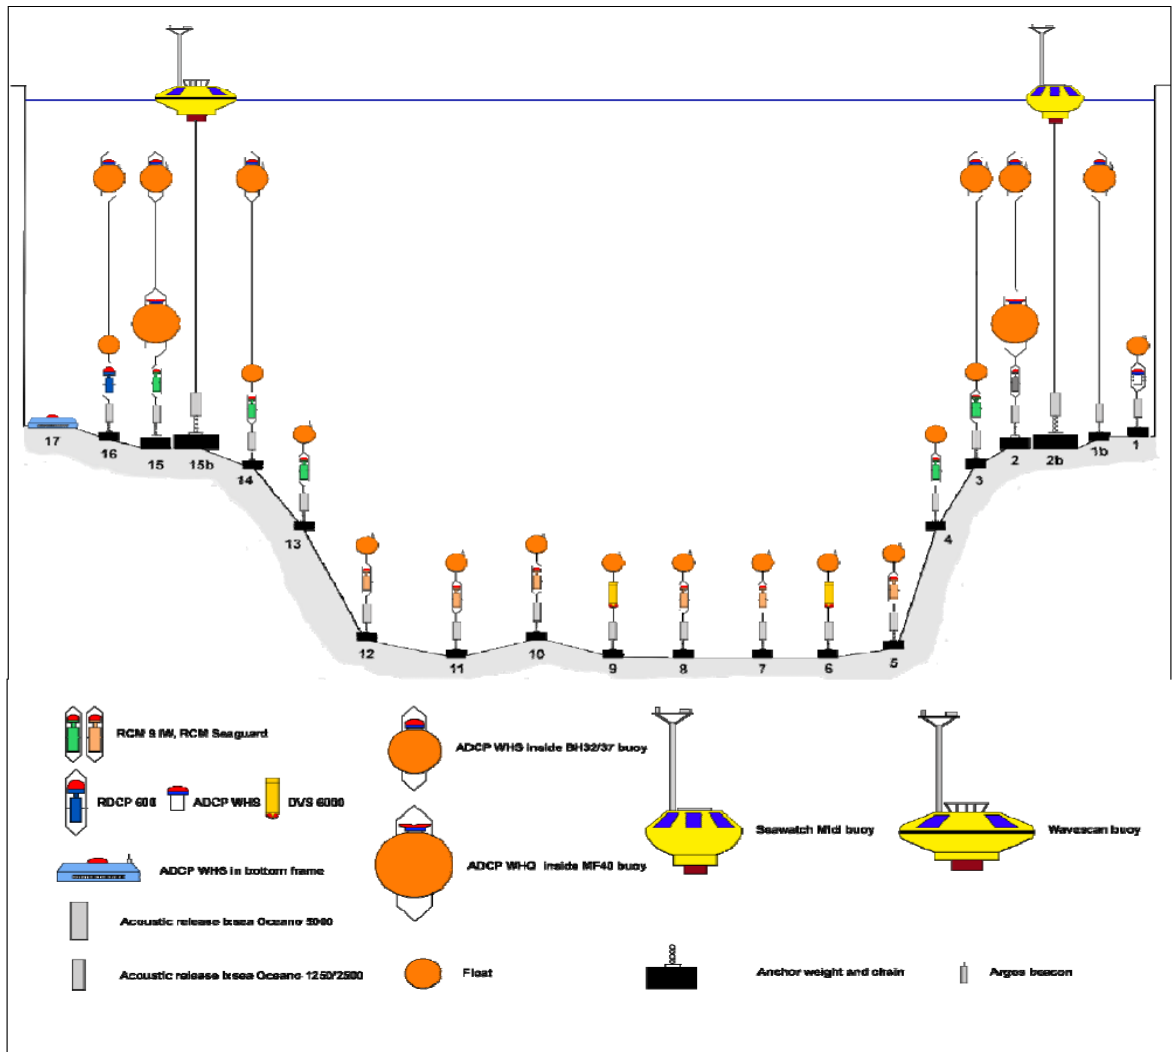 17
16
15
15b
14
13
12
11
10
9
8
7
6
5
4
3
2
2b
1b
1
RCM 9 IW, RCM Seaguard
ADCP WHS inside BH32/37 buoy
RDCP 600
ADCP WHS
DVS 6000
Seawatch Midi buoy
Wavescan buoy
ADCP WHS in bottom frame
ADCP WHQ inside MF40 buoy
Acoustic release Ixsea Oceano 5000
Acoustic release Ixsea Oceano 1250/2500
Float
Anchor weight and chain
Argos beacon